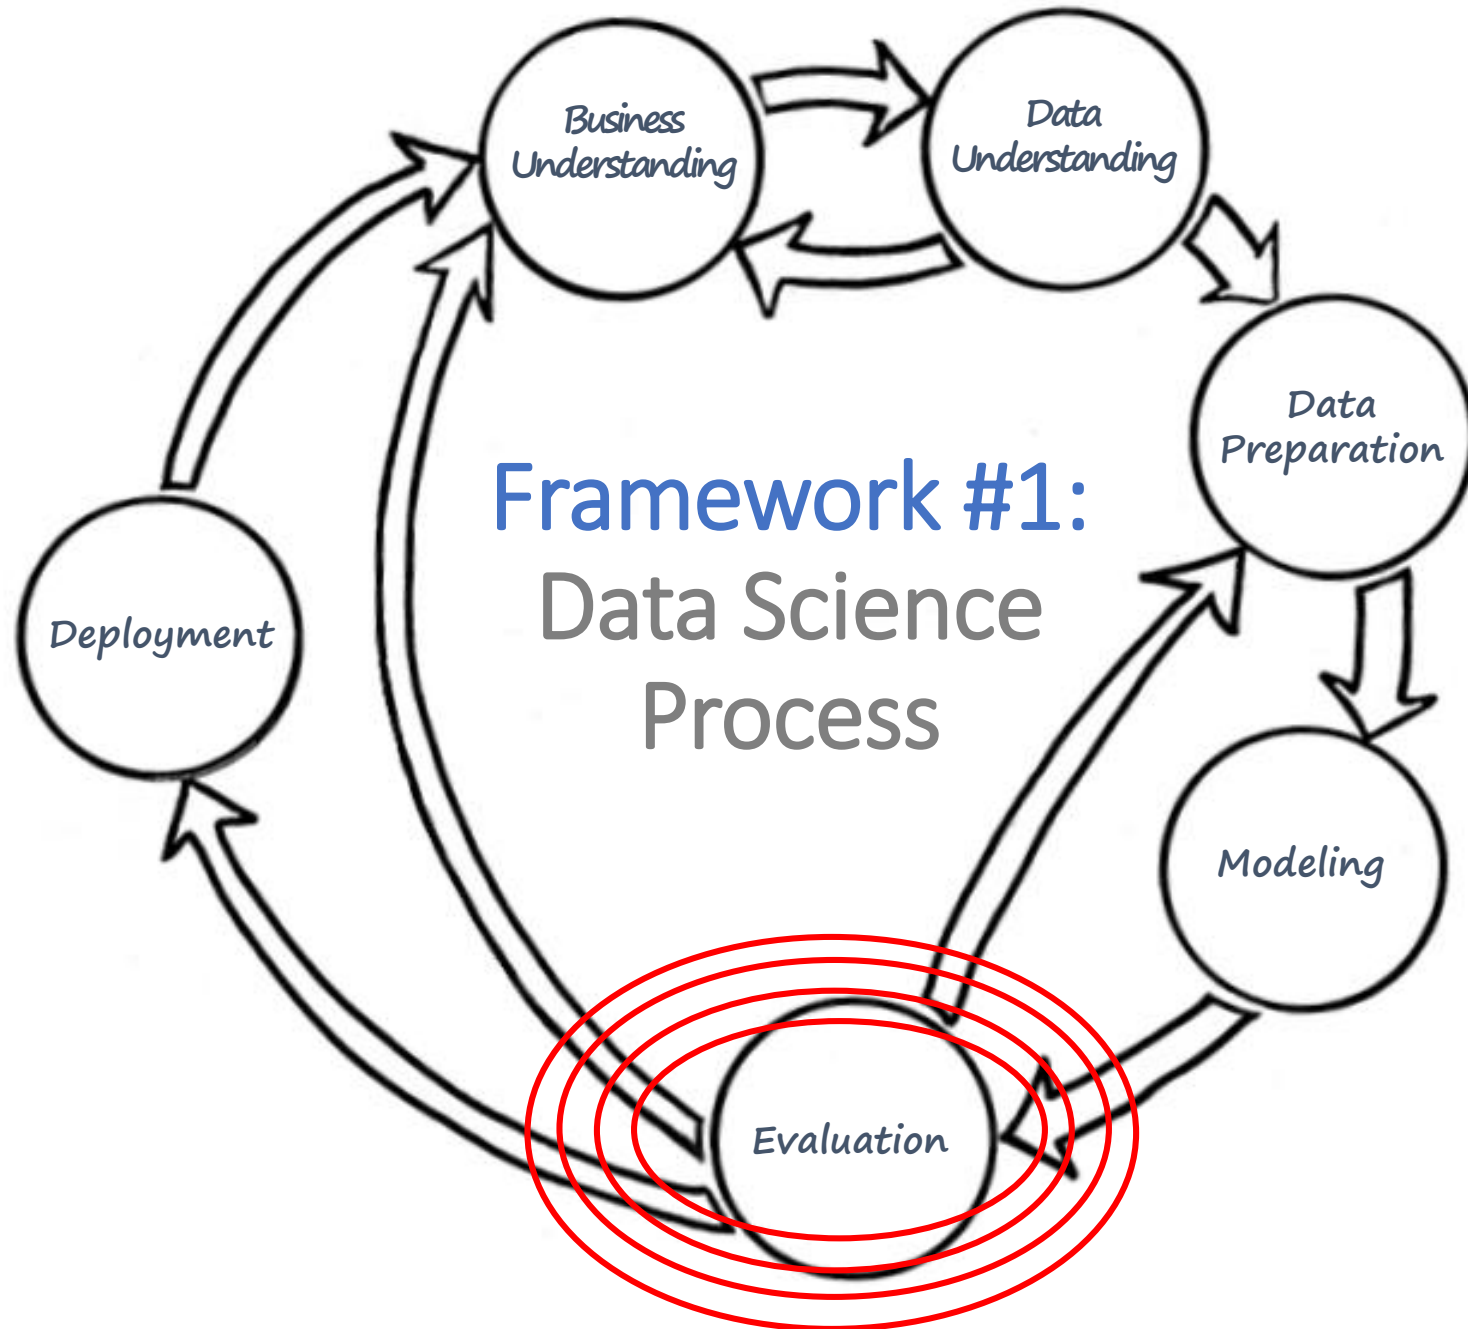 Business
Understanding
Data
Understanding
Data
Preparation
Framework #1:
Data Science
Process
Deployment
Modeling
Evaluation